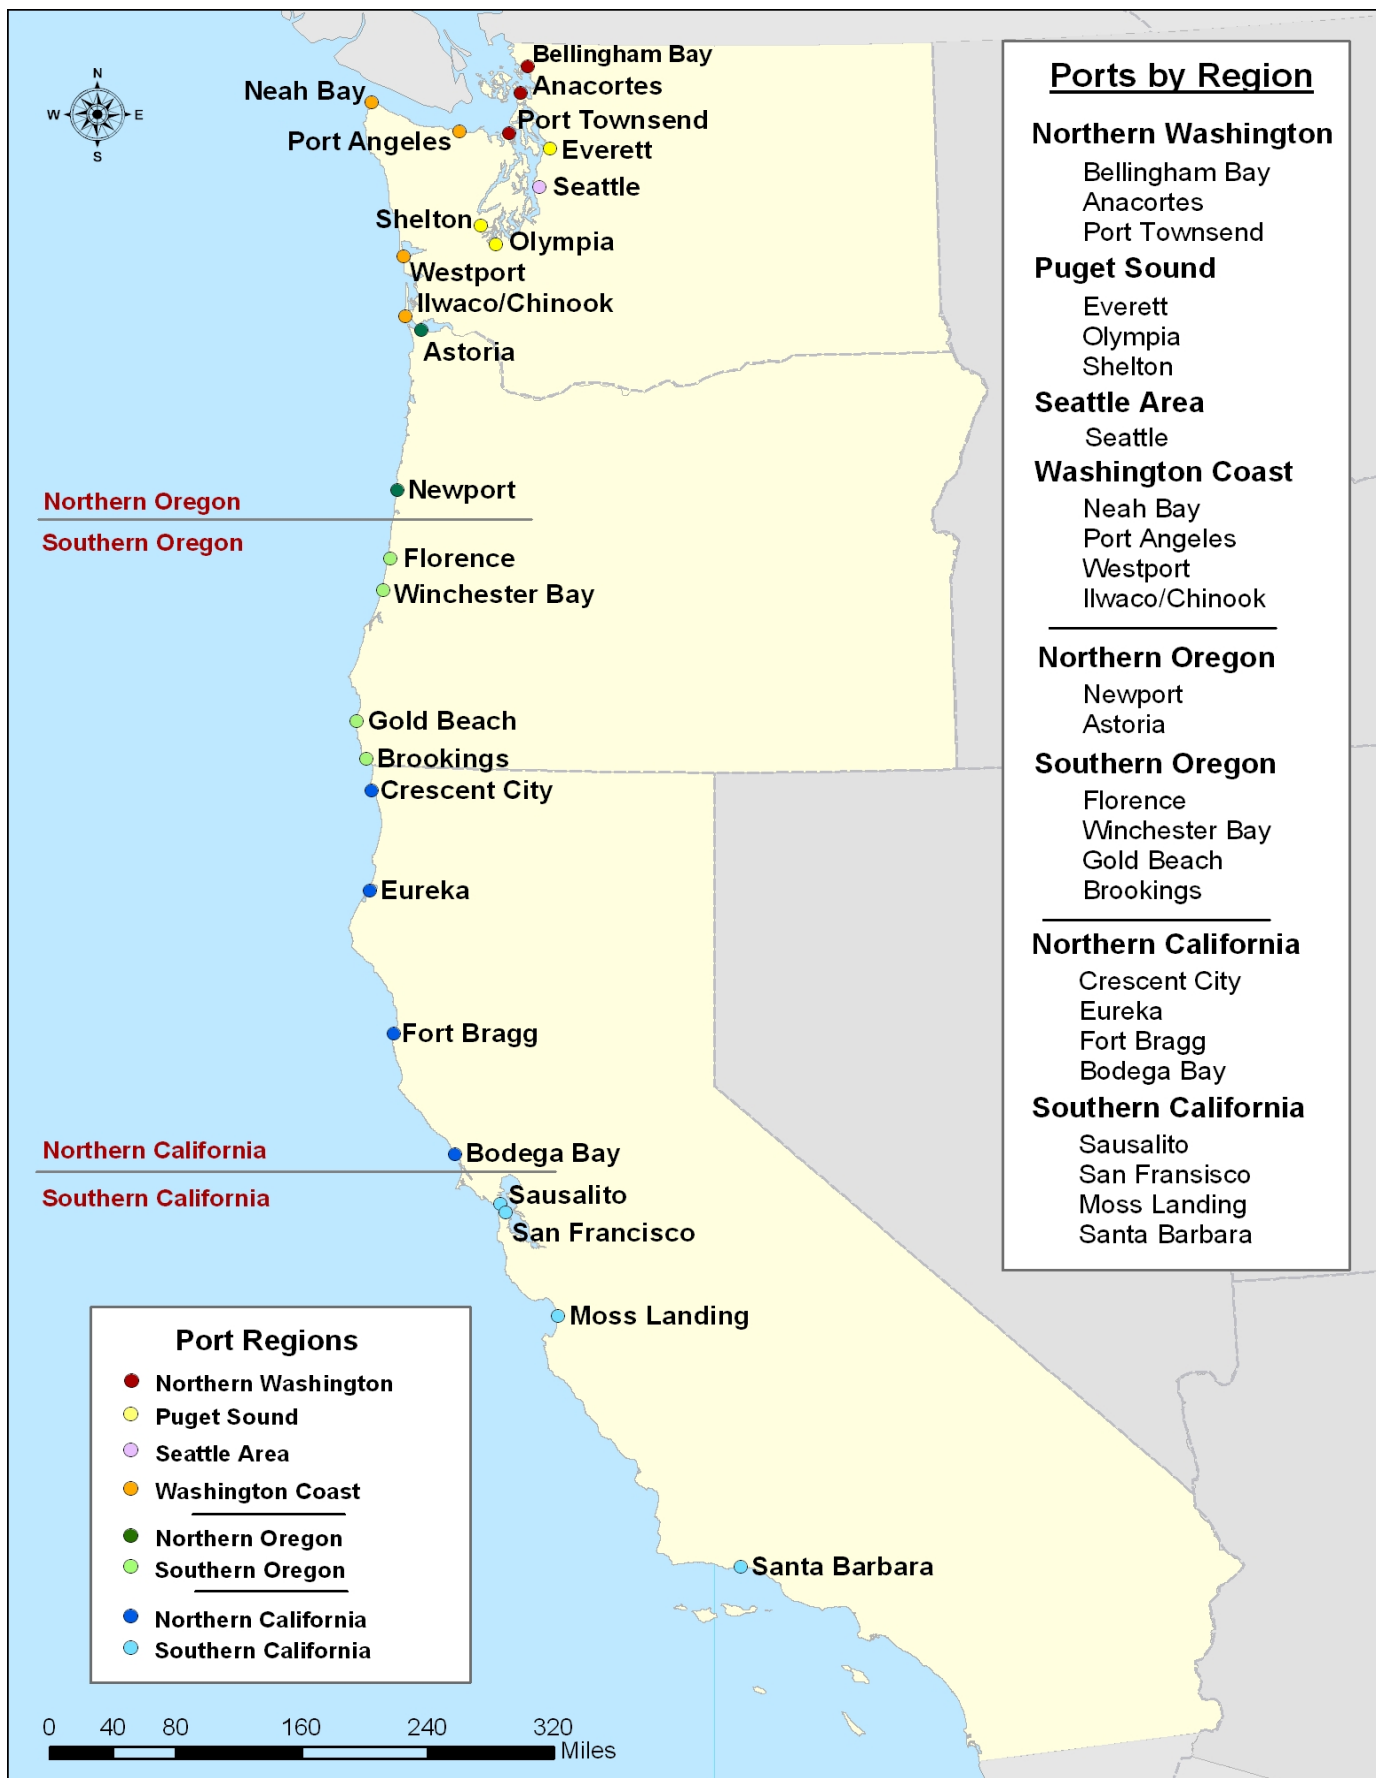 N
W
E
S
Bellingham Bay
Neah Bay
Anacortes
Port Townsend
Port Angeles
Everett
Seattle
Shelton
Olympia
Westport
Ilwaco/Chinook
Astoria
Newport
Northern Oregon
Southern Oregon
Florence
Winchester Bay
Gold Beach
Brookings
Crescent City
Eureka
Fort Bragg
Northern California
Bodega Bay
Southern California
Sausalito
San Francisco
Moss Landing
Santa Barbara
Ports by Region
Northern Washington
Bellingham Bay
Anacortes
Port Townsend
Puget Sound
Everett
Olympia
Shelton
Seattle Area
Seattle
Washington Coast
Neah Bay
Port Angeles
Westport
Ilwaco/Chinook
Northern Oregon
Newport
Astoria
Southern Oregon
Florence
Winchester Bay
Gold Beach
Brookings
Northern California
Crescent City
Eureka
Fort Bragg
Bodega Bay
Southern California
Sausalito
San Fransisco
Moss Landing
Santa Barbara
Port Regions
Northern Washington
Puget Sound
Seattle Area
Washington Coast
Northern Oregon
Southern Oregon
Northern California
Southern California
0 40 80 160 240 320
Miles